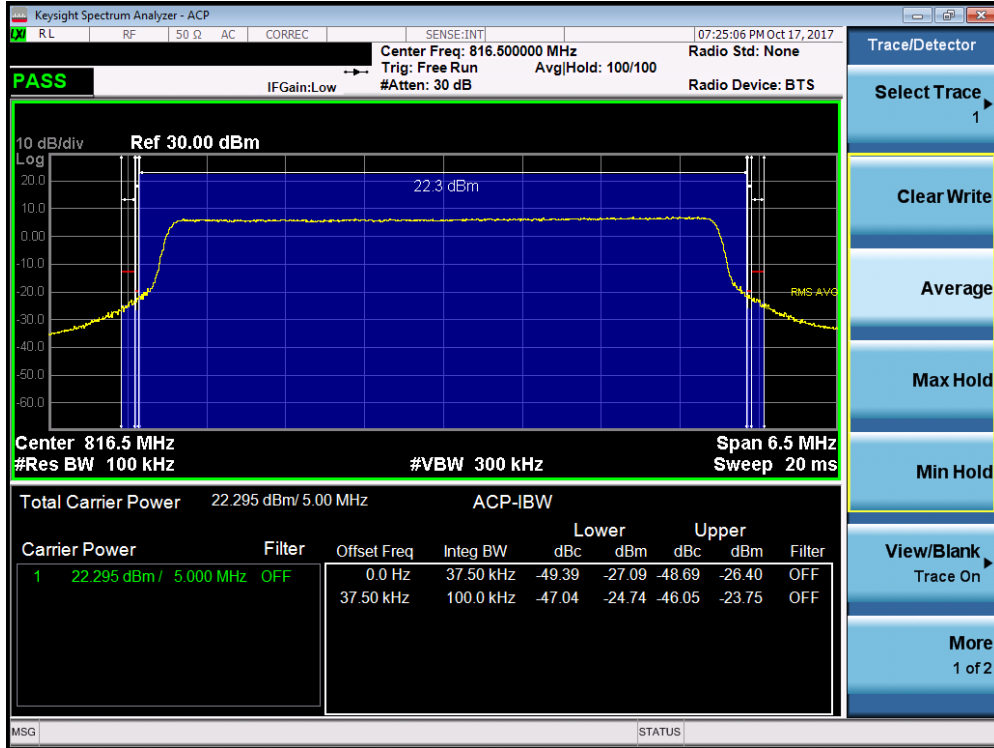 Keysight Spectrum Analyzer - ACP
LXI RL RF 50 Ω AC CORREC SENSE:INT 07:25:06 PM Oct 17, 2017
Center Freq: 816.500000 MHz Radio Std: None
Trig: Free Run Avg|Hold: 100/100
PASS IFGain:Low #Atten: 30 dB Radio Device: BTS
10 dB/div Ref 30.00 dBm
Log
20.0
22.3 dBm
10.0
0.00
-10.0
-20.0
RMS AVG
-30.0
-40.0
-50.0
-60.0
Center 816.5 MHz Span 6.5 MHz
#Res BW 100 kHz #VBW 300 kHz Sweep 20 ms
Total Carrier Power 22.295 dBm/ 5.00 MHz ACP-IBW
Lower Upper
Carrier Power Filter Offset Freq Integ BW dBc dBm dBc dBm Filter
1 22.295 dBm / 5.000 MHz OFF 0.0 Hz 37.50 kHz -49.39 -27.09 -48.69 -26.40 OFF
37.50 kHz 100.0 kHz -47.04 -24.74 -46.05 -23.75 OFF
MSG STATUS
Trace/Detector
Select Trace
1
Clear Write
Average
Max Hold
Min Hold
View/Blank
Trace On
More
1 of 2